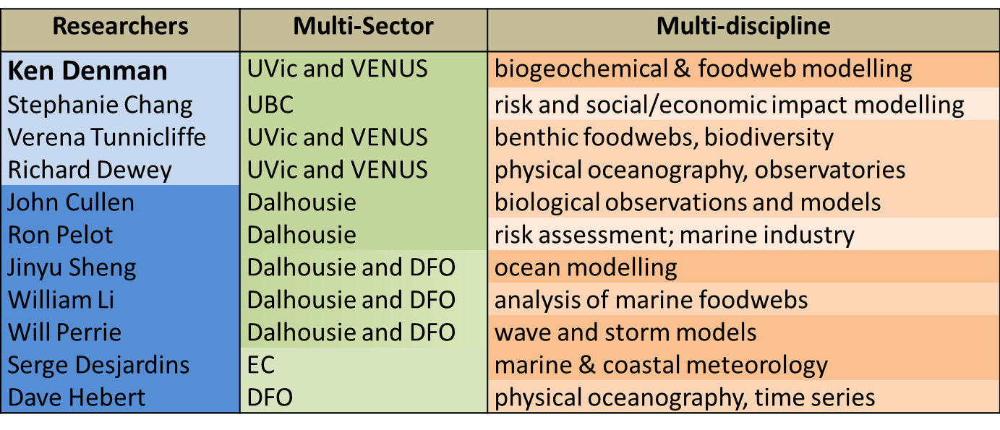 Researchers Multi-Sector Multi-discipline
Ken Denman UVic and VENUS biogeochemical & foodweb modelling
Stephanie Chang UBC risk and social/economic impact modelling
Verena Tunnicliffe UVic and VENUS benthic foodwebs, biodiversity
Richard Dewey UVic and VENUS physical oceanography, observatories
John Cullen Dalhousie biological observations and models
Ron Pelot Dalhousie risk assessment; marine industry
Jinyu Sheng Dalhousie and DFO ocean modelling
William Li Dalhousie and DFO analysis of marine foodwebs
Will Perrie Dalhousie and DFO wave and storm models
Serge Desjardins EC marine & coastal meteorology
Dave Hebert DFO physical oceanography, time series